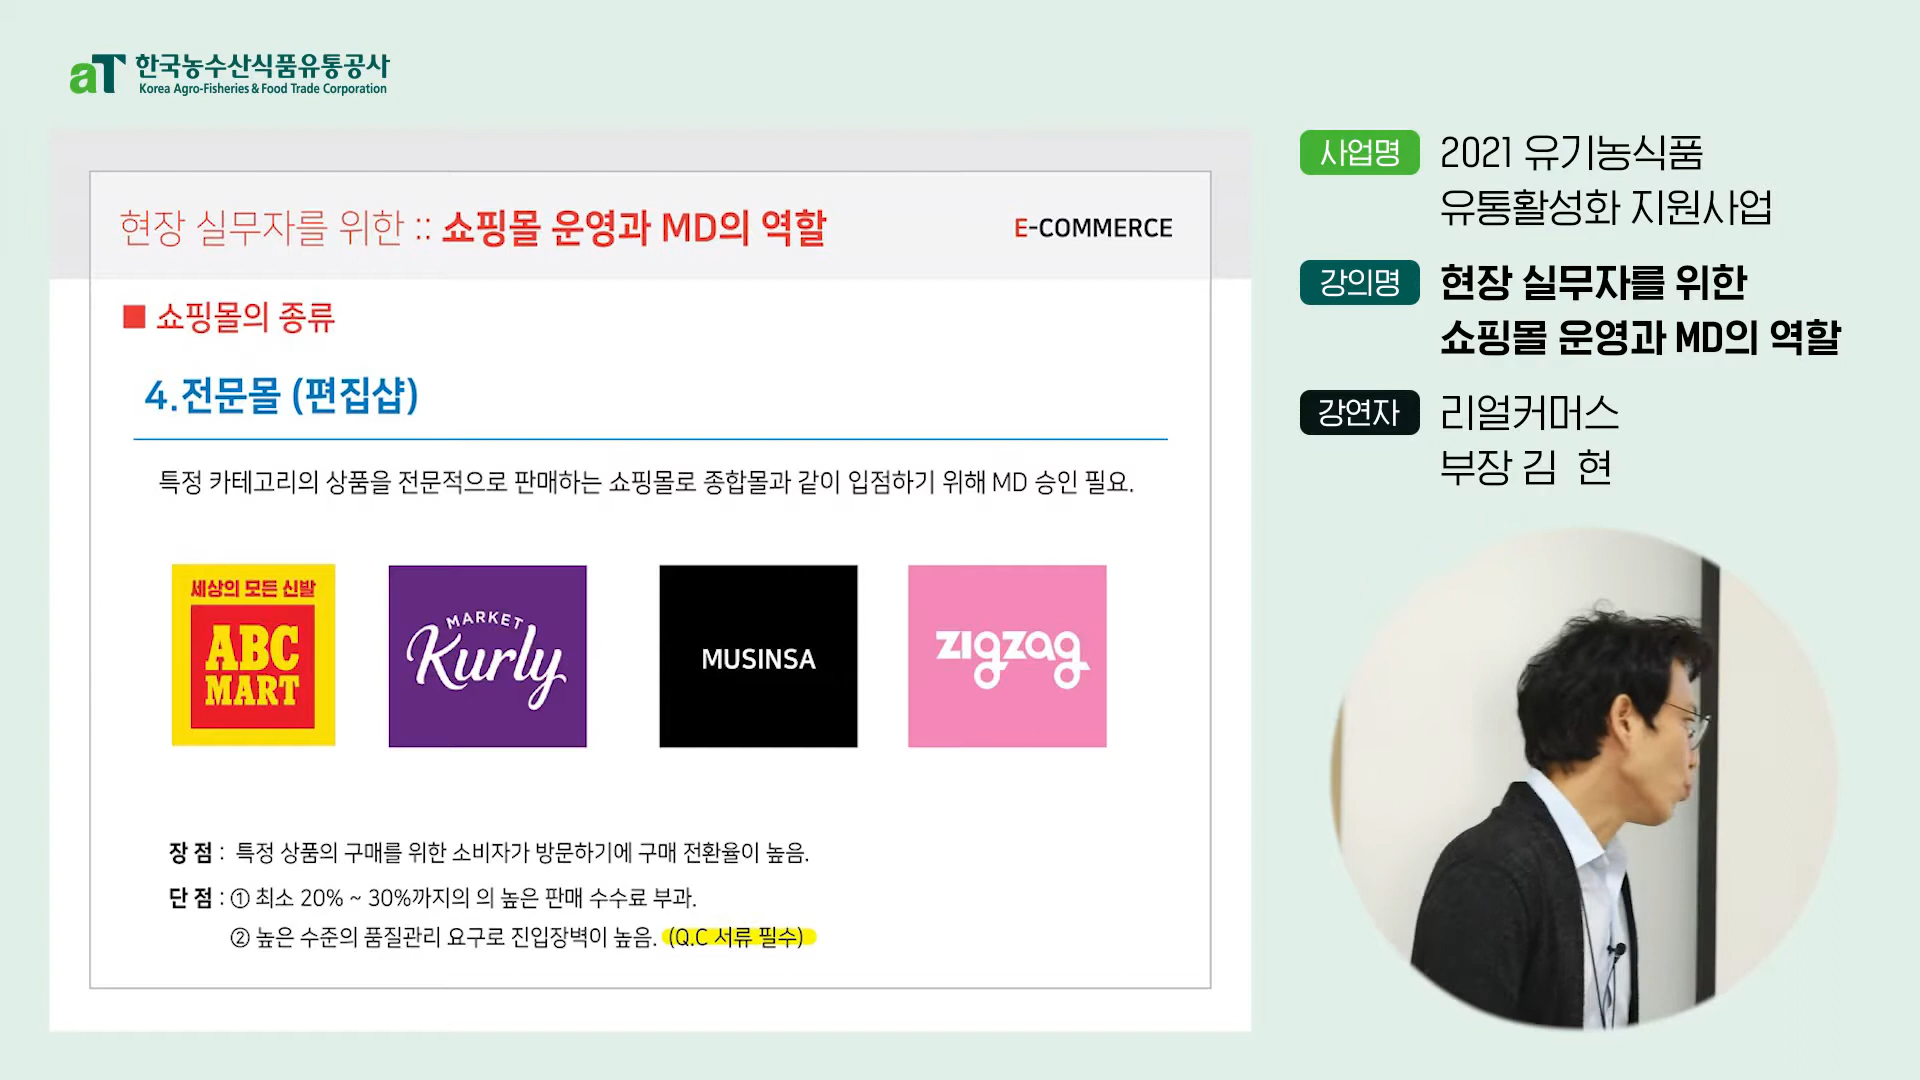 aT 한국농수산식품유통공사
Korea Agro-Fisheries & Food Trade Corporation
현장 실무자를 위한 :: 쇼핑몰 운영과 MD의 역할
E-COMMERCE
■ 쇼핑몰의 종류
4.전문몰 (편집샵)
특정 카테고리의 상품을 전문적으로 판매하는 쇼핑몰로 종합몰과 같이 입점하기 위해 MD 승인 필요.
세상의 모든 신발
ABC
MART
MARKET
Kurly
MUSINSA
zigzag
장 점 : 특정 상품의 구매를 위한 소비자가 방문하기에 구매 전환율이 높음.
단 점 : ① 최소 20% ~ 30%까지의 의 높은 판매 수수료 부과.
② 높은 수준의 품질관리 요구로 진입장벽이 높음. (Q.C 서류 필수)
사업명 2021 유기농식품
유통활성화 지원사업
강의명 현장 실무자를 위한
쇼핑몰 운영과 MD의 역할
강연자 리얼커머스
부장 김 현